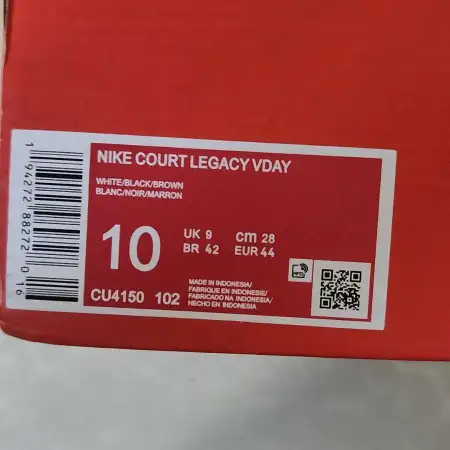 NIKE COURT LEGACY VDAY
WHITE/BLACK/BROWN
BLANC/NOIR/MARRON
10
UK 9 cm 28
BR 42 EUR 44
MADE IN INDONESIA/
FABRIQUE EN INDONESIE/
FABRICADO NA INDONESIA/
HECHO EN INDONESIA
CU4150 102
1 94272 88272 0 16